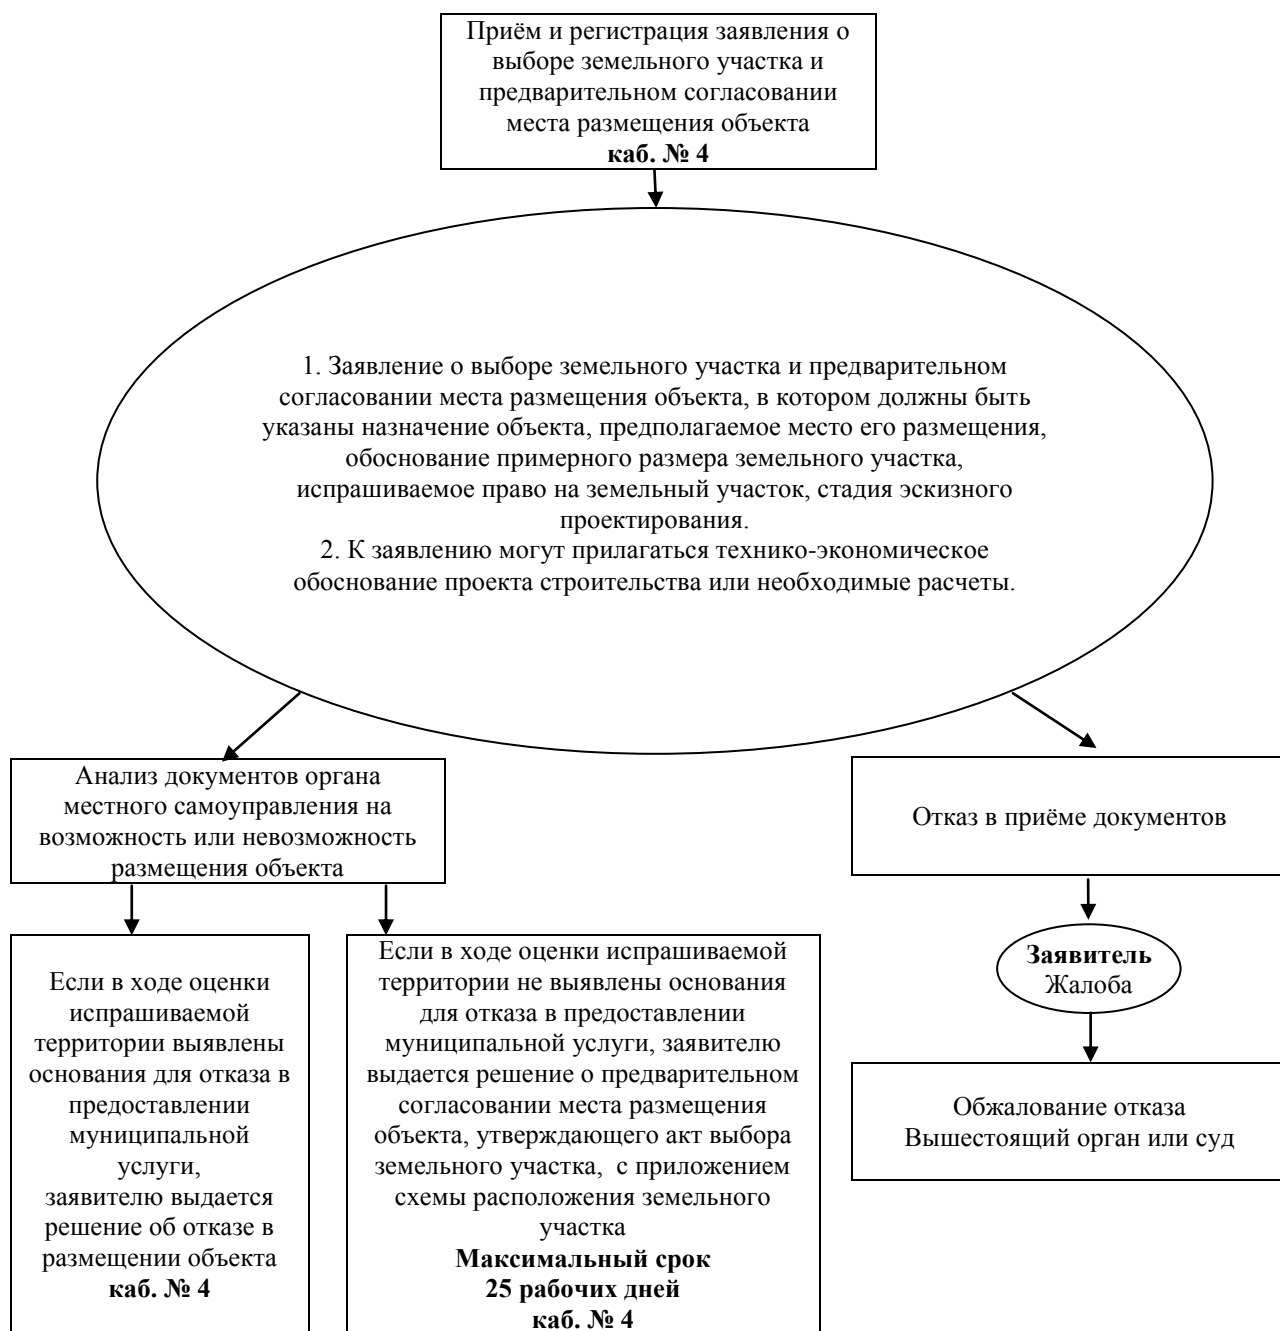 Приём и регистрация заявления о
выборе земельного участка и
предварительном согласовании
места размещения объекта
каб. № 4
1. Заявление о выборе земельного участка и предварительном
согласовании места размещения объекта, в котором должны быть
указаны назначение объекта, предполагаемое место его размещения,
обоснование примерного размера земельного участка,
испрашиваемое право на земельный участок, стадия эскизного
проектирования.
2. К заявлению могут прилагаться технико-экономическое
обоснование проекта строительства или необходимые расчеты.
Анализ документов органа
местного самоуправления на
возможность или невозможность
размещения объекта
Отказ в приёме документов
Если в ходе оценки
испрашиваемой
территории выявлены
основания для отказа в
предоставлении
муниципальной
услуги,
заявителю выдается
решение об отказе в
размещении объекта
каб. № 4
Если в ходе оценки испрашиваемой
территории не выявлены основания
для отказа в предоставлении
муниципальной услуги, заявителю
выдается решение о предварительном
согласовании места размещения
объекта, утверждающего акт выбора
земельного участка,  с приложением
схемы расположения земельного
участка
Максимальный срок
25 рабочих дней
каб. № 4
Заявитель
Жалоба
Обжалование отказа
Вышестоящий орган или суд